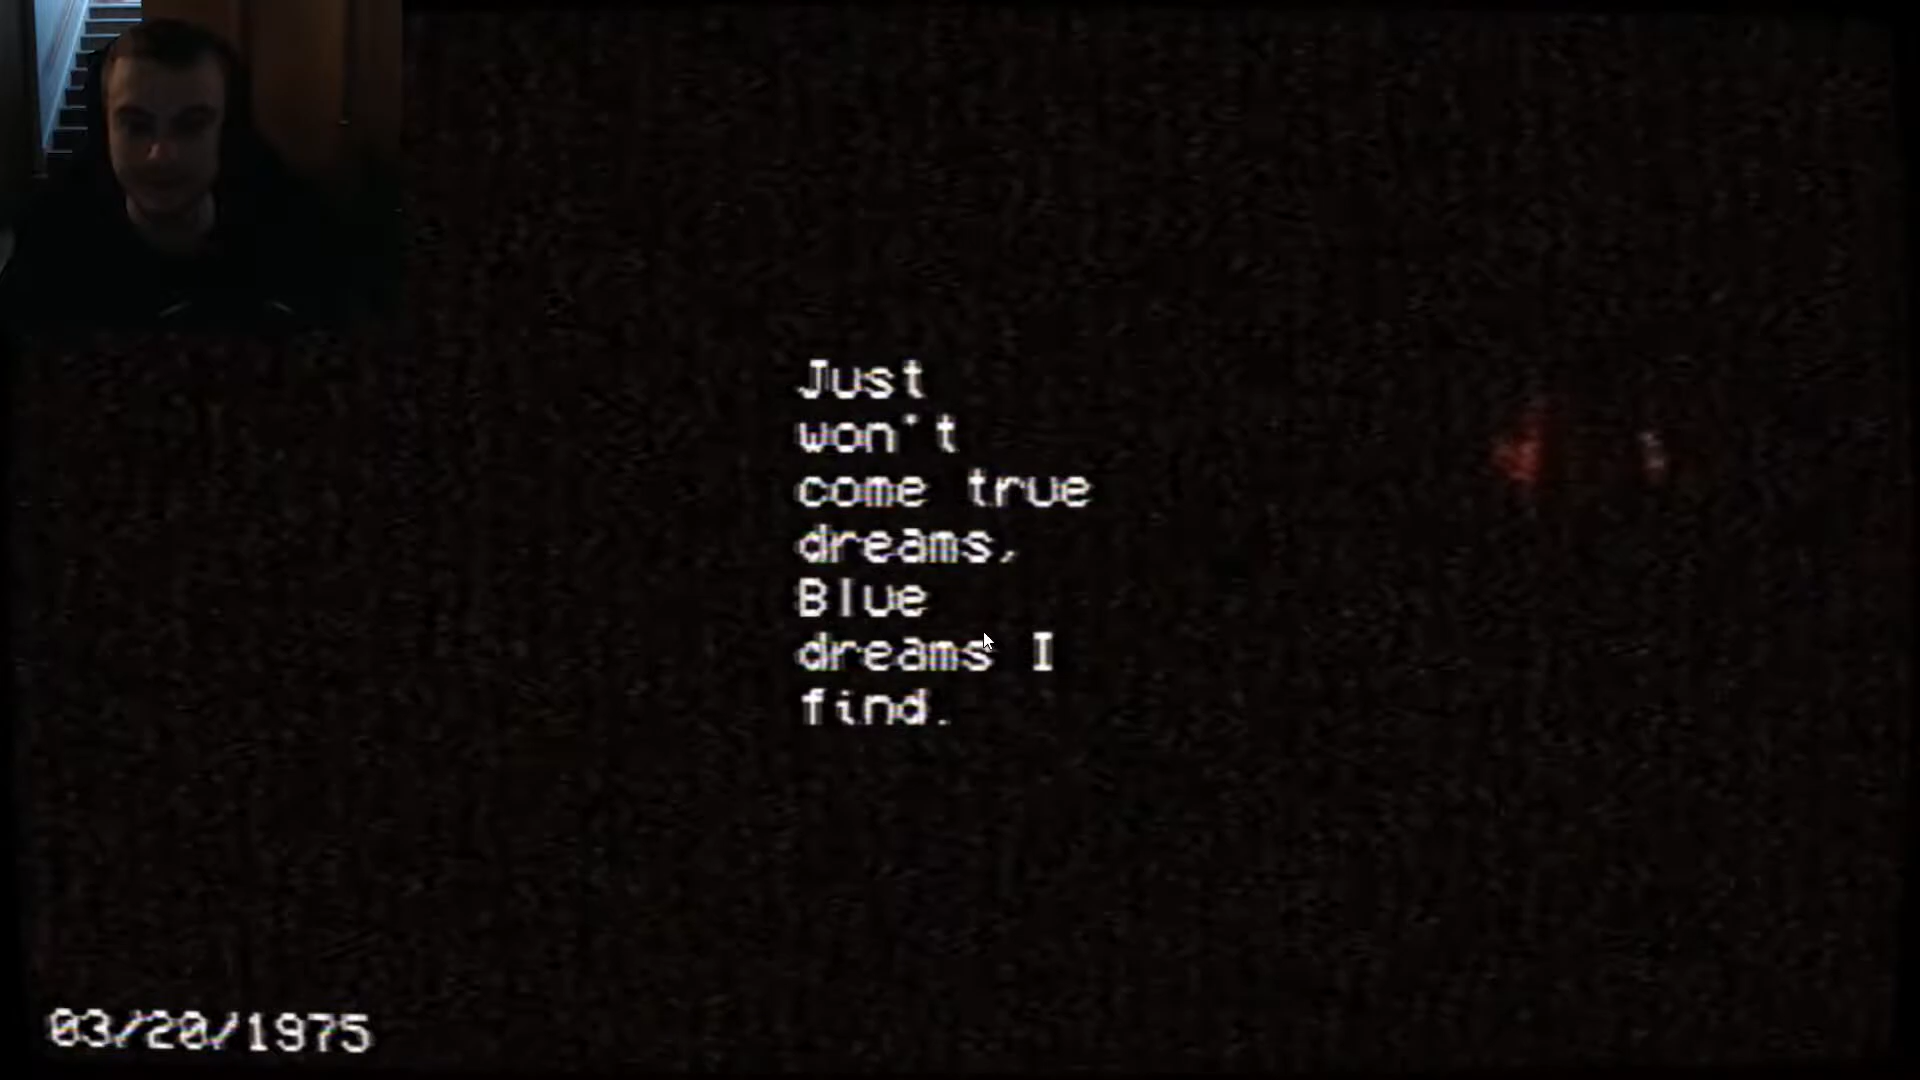 Just
won't
come true
dreams,
Blue
dreams I
find.
03/20/1975